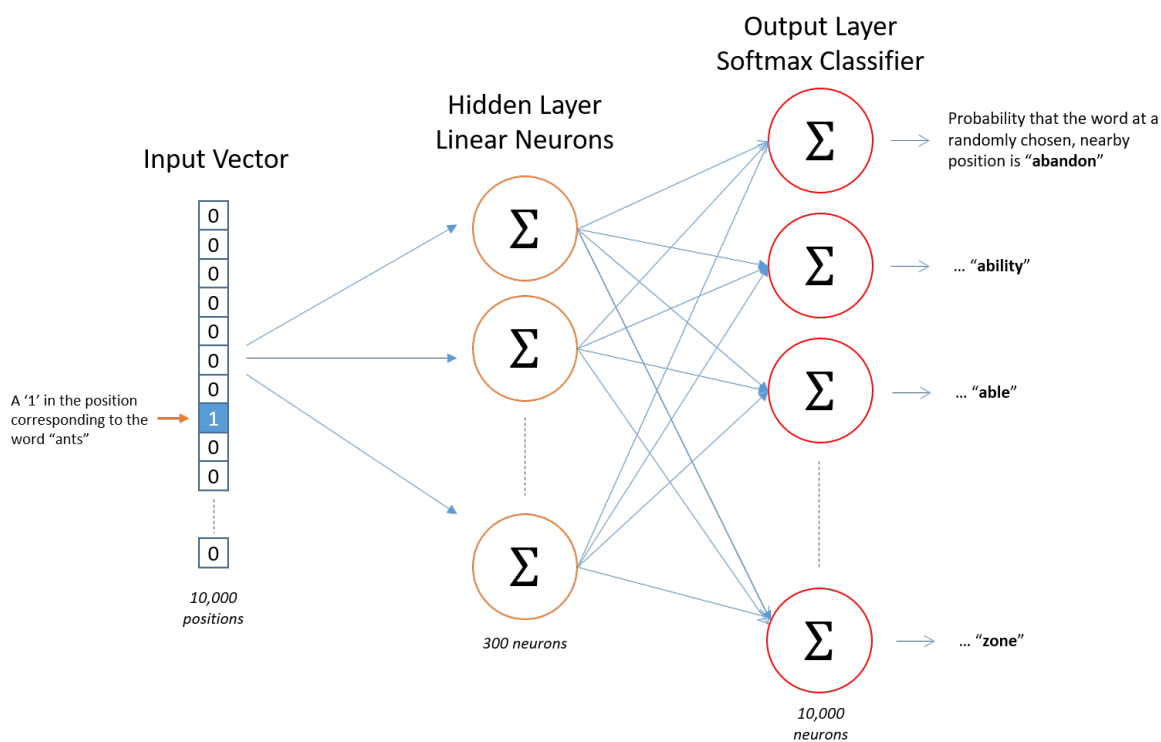 Output Layer
Softmax Classifier
Hidden Layer
Linear Neurons
Input Vector
0
0
0
0
0
0
0
1
0
0
0
A ‘1’ in the position
corresponding to the
word “ants”
10,000
positions
Σ
Σ
Σ
300 neurons
Σ
Σ
Σ
Σ
10,000
neurons
Probability that the word at a
randomly chosen, nearby
position is “abandon”
... “ability”
... “able”
... “zone”